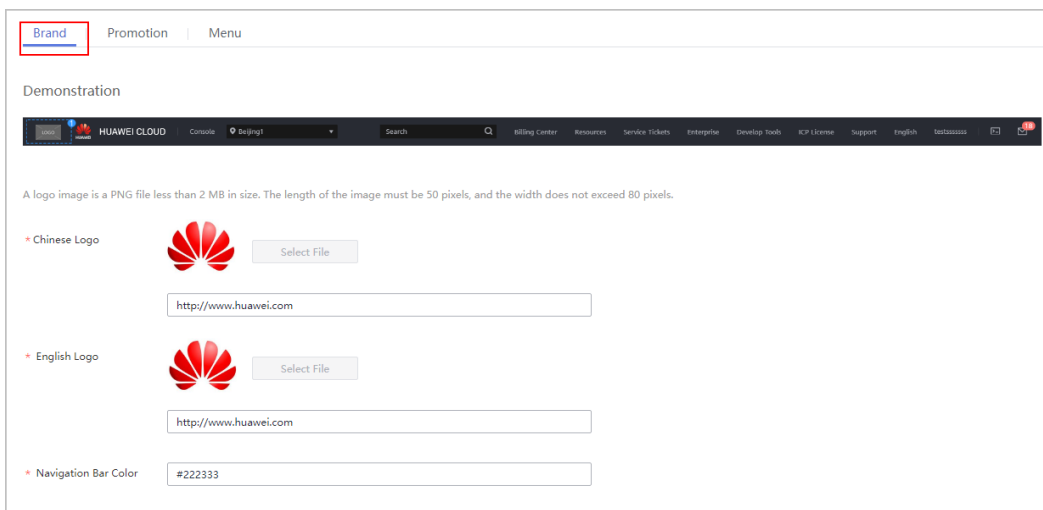 Brand Promotion Menu
Demonstration
LOGO 1 HUAWEI HUAWEI CLOUD Console Beijing1 Search Billing Center Resources Service Tickets Enterprise Develop Tools ICP License Support English 18
A logo image is a PNG file less than 2 MB in size. The length of the image must be 50 pixels, and the width does not exceed 80 pixels.
* Chinese Logo
Select File
http://www.huawei.com
* English Logo
Select File
http://www.huawei.com
* Navigation Bar Color #222333